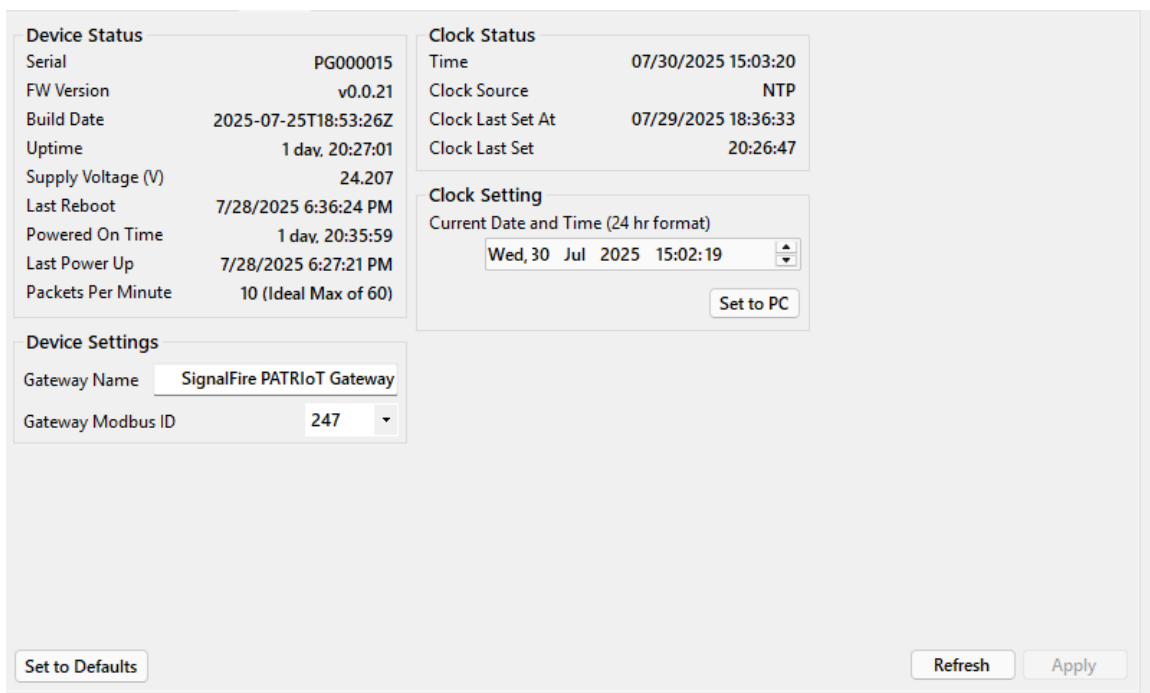 Device Status
Serial PG000015
FW Version v0.0.21
Build Date 2025-07-25T18:53:26Z
Uptime 1 day, 20:27:01
Supply Voltage (V) 24.207
Last Reboot 7/28/2025 6:36:24 PM
Powered On Time 1 day, 20:35:59
Last Power Up 7/28/2025 6:27:21 PM
Packets Per Minute 10 (Ideal Max of 60)
Device Settings
Gateway Name SignalFire PATRIoT Gateway
Gateway Modbus ID 247
Clock Status
Time 07/30/2025 15:03:20
Clock Source NTP
Clock Last Set At 07/29/2025 18:36:33
Clock Last Set 20:26:47
Clock Setting
Current Date and Time (24 hr format)
Wed, 30 Jul 2025 15:02:19
Set to PC
Set to Defaults Refresh Apply